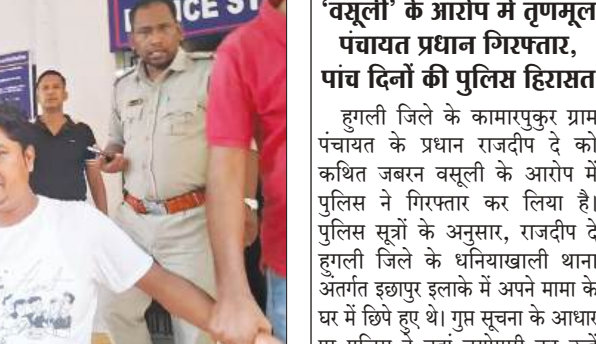 POLICE ST
'वसूली' के आरोप में तृणमूल
पंचायत प्रधान गिरफ्तार,
पांच दिनों की पुलिस हिरासत
हुगली जिले के कामारपुकुर ग्राम
पंचायत के प्रधान राजदीप दे को
कथित जबरन वसूली के आरोप में
पुलिस ने गिरफ्तार कर लिया है।
पुलिस सूत्रों के अनुसार, राजदीप दे
हुगली जिले के धनियाखाली थाना
अंतर्गत इछापुर इलाके में अपने मामा के
घर में छिपे हुए थे। गुप्त सूचना के आधार